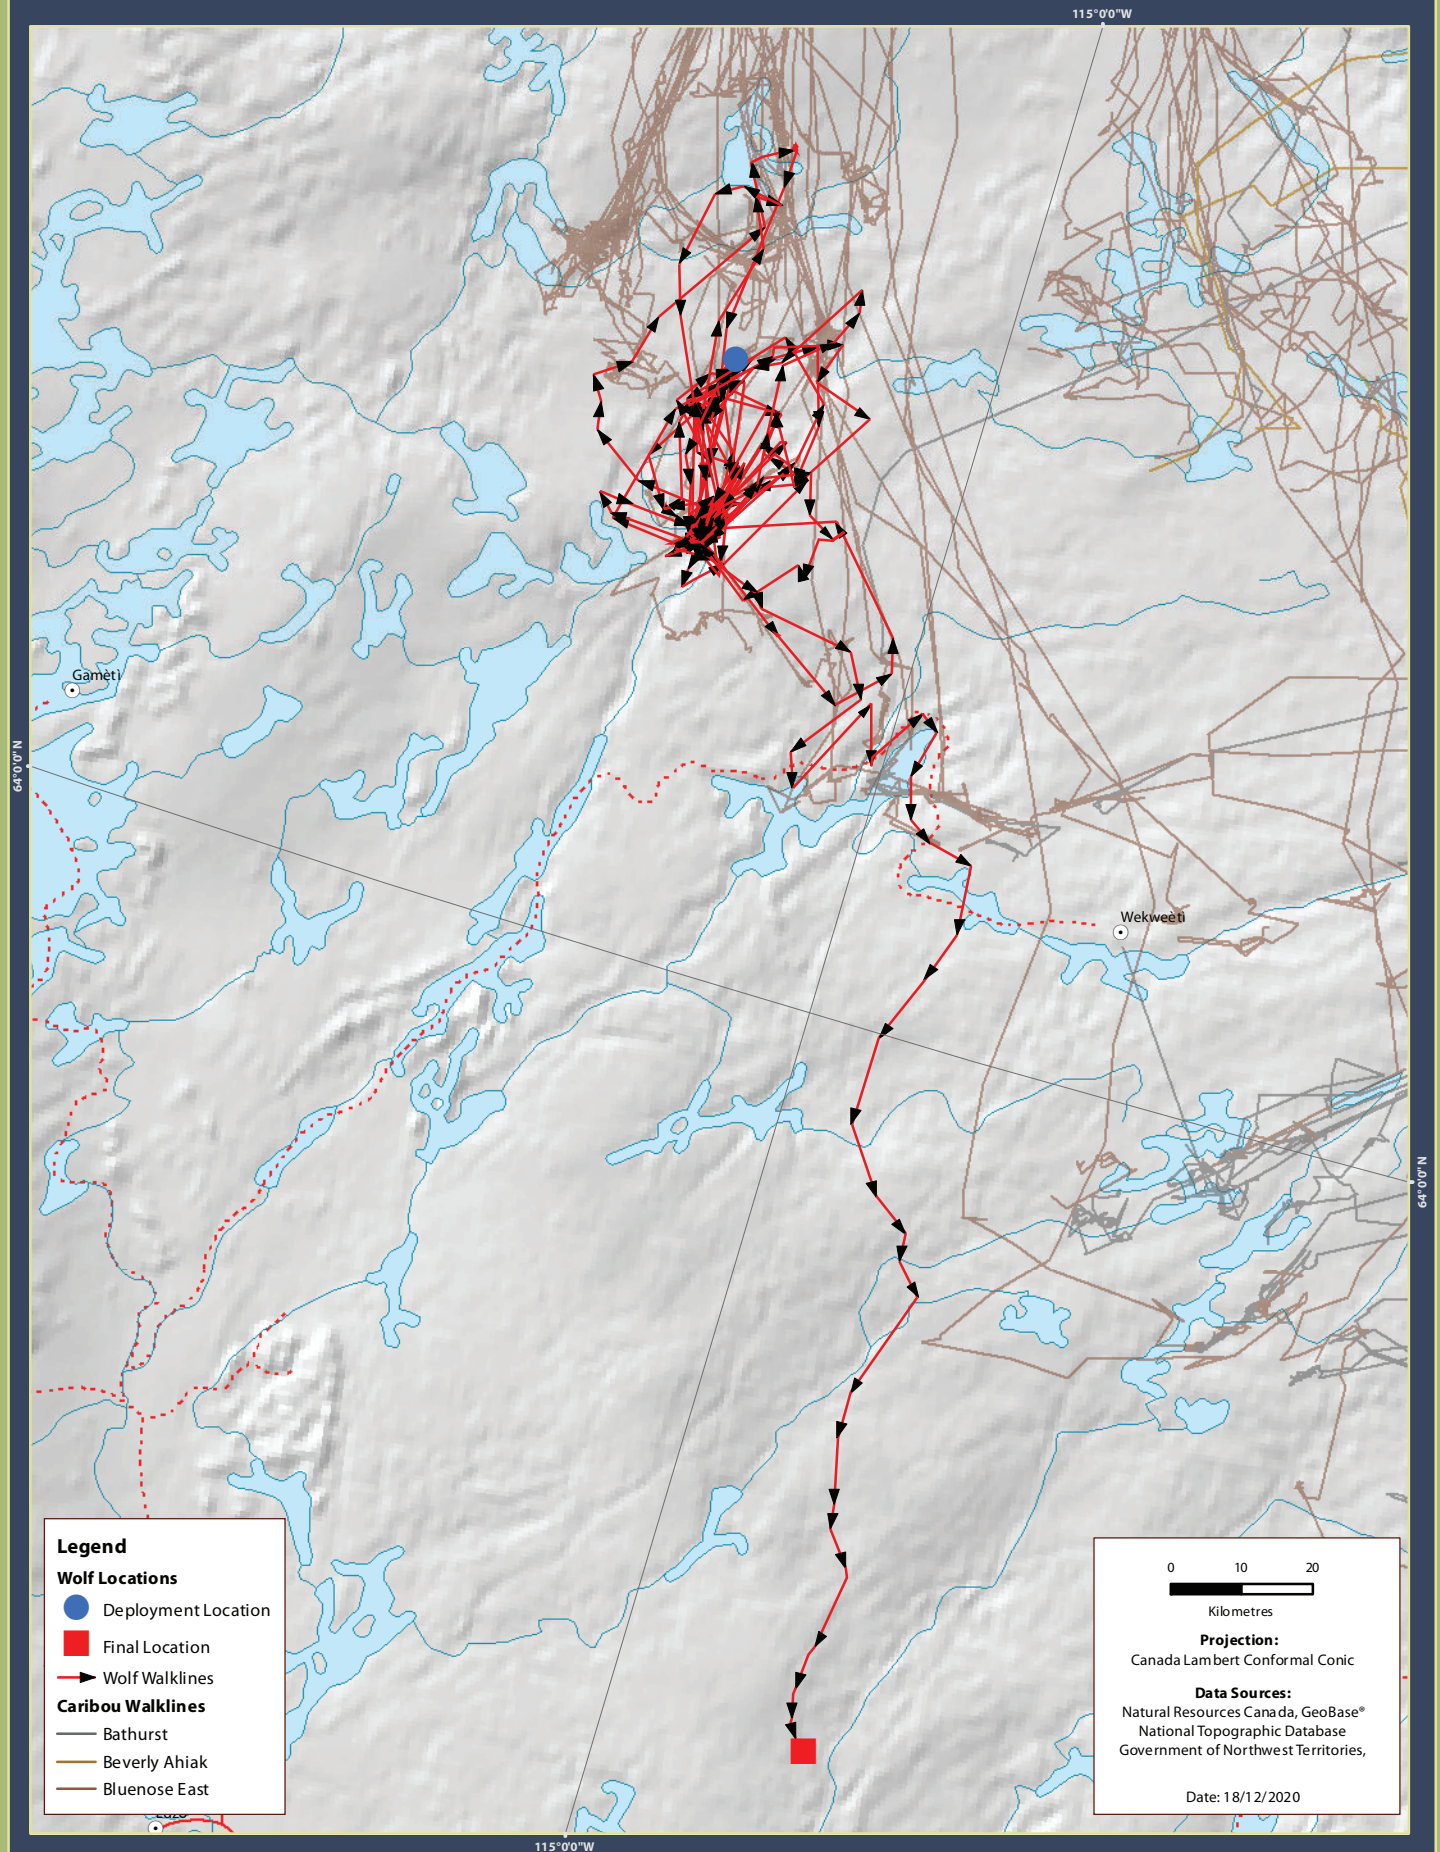 115°0'0"W
Gamètì
64°0'0"N
Wekweètì
64°0'0"N
Legend
Wolf Locations
Deployment Location
Final Location
Wolf Walklines
Caribou Walklines
Bathurst
Beverly Ahiak
Bluenose East
0 10 20
Kilometres
Projection:
Canada Lambert Conformal Conic
Data Sources:
Natural Resources Canada, GeoBase®
National Topographic Database
Government of Northwest Territories,
Date: 18/12/2020
115°0'0"W